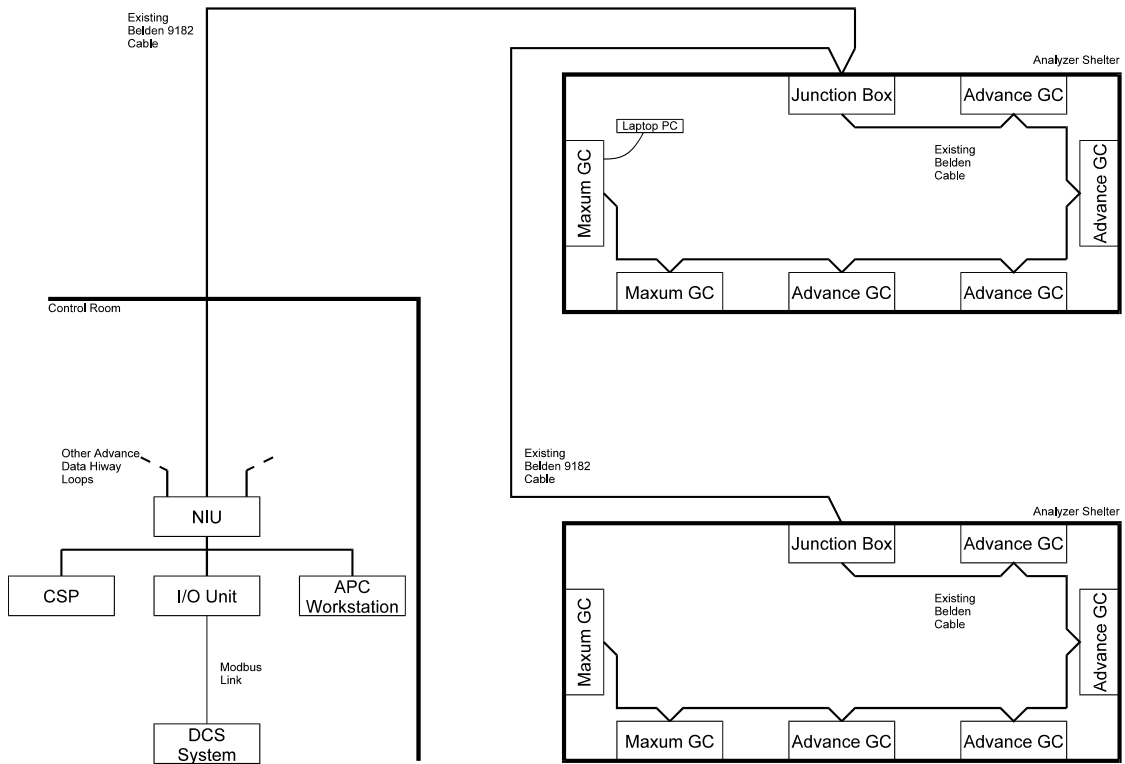 Existing
Belden 9182
Cable
Analyzer Shelter
Junction Box
Advance GC
Laptop PC
Maxum GC
Existing
Belden
Cable
Advance GC
Maxum GC
Advance GC
Advance GC
Control Room
Other Advance
Data Hiway
Loops
NIU
CSP
I/O Unit
APC
Workstation
Modbus
Link
DCS
System
Existing
Belden 9182
Cable
Analyzer Shelter
Junction Box
Advance GC
Maxum GC
Existing
Belden
Cable
Advance GC
Maxum GC
Advance GC
Advance GC